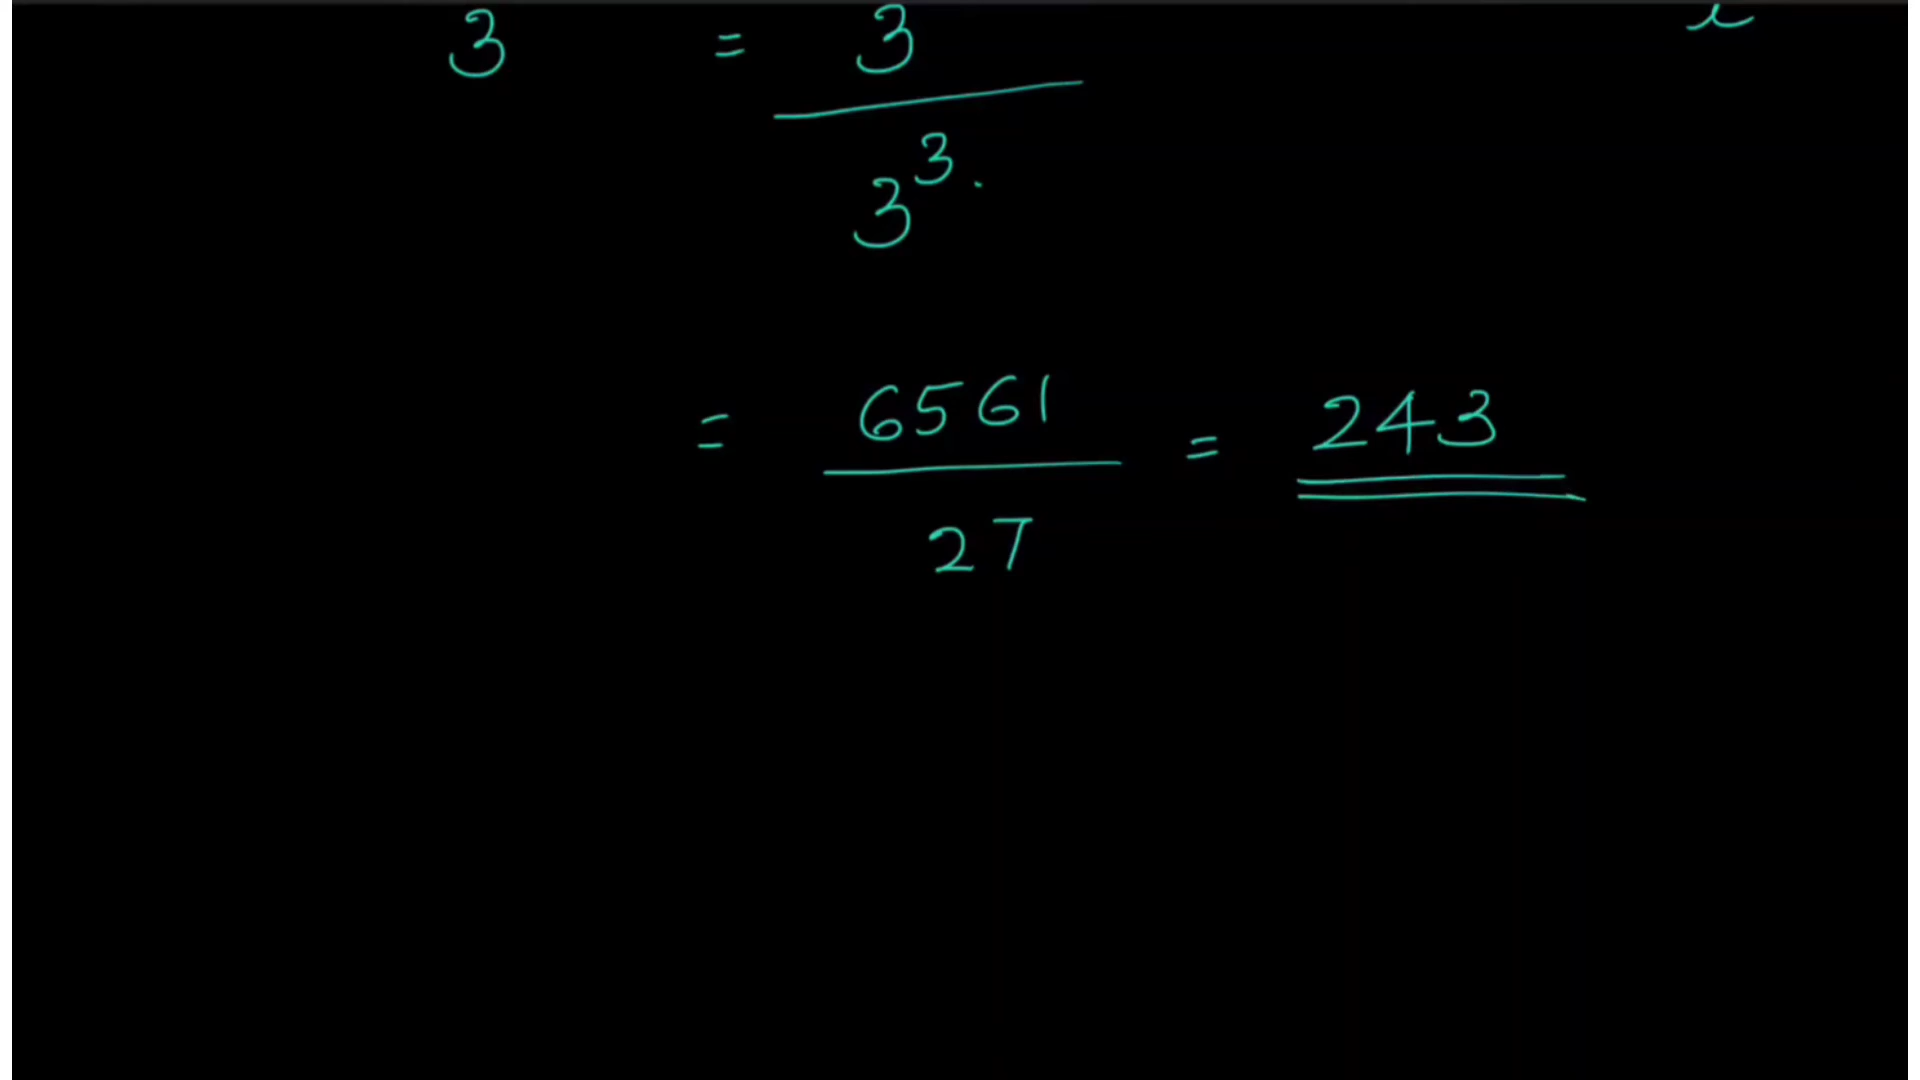 3 = 3
3³.
= 6561 = 243
27